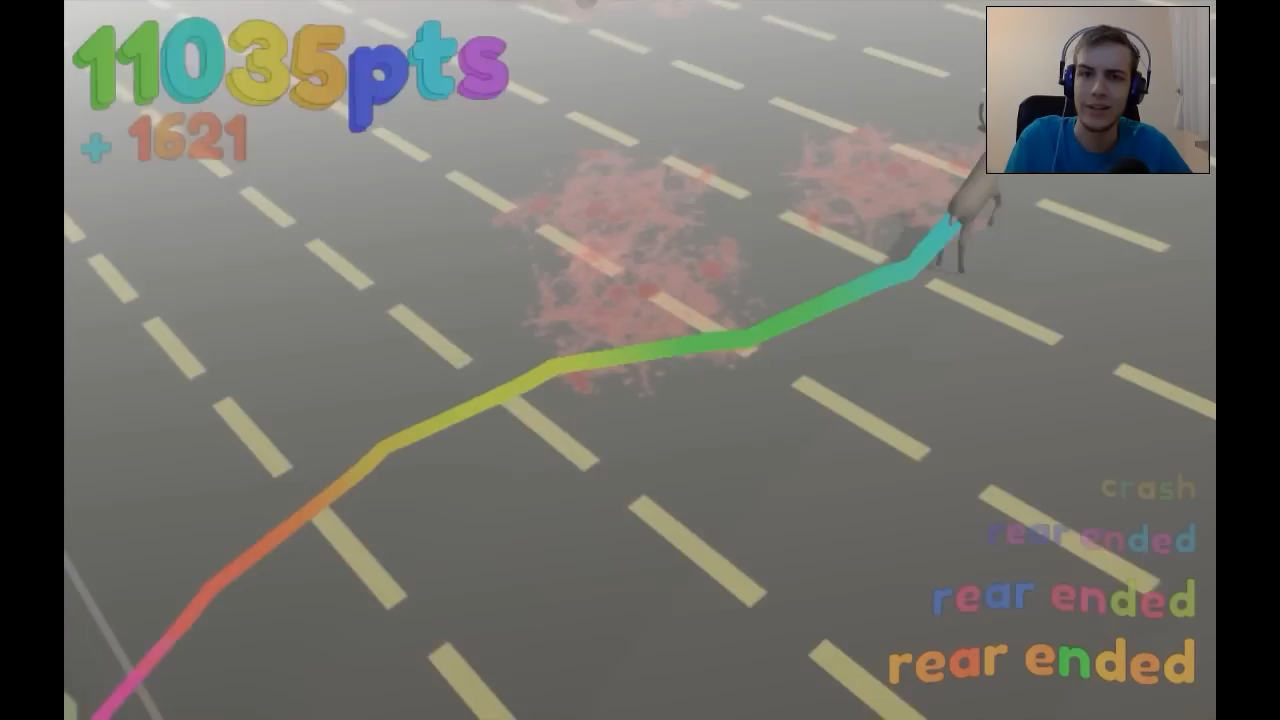 11035pts
+ 1621
crash
rear ended
rear ended
rear ended